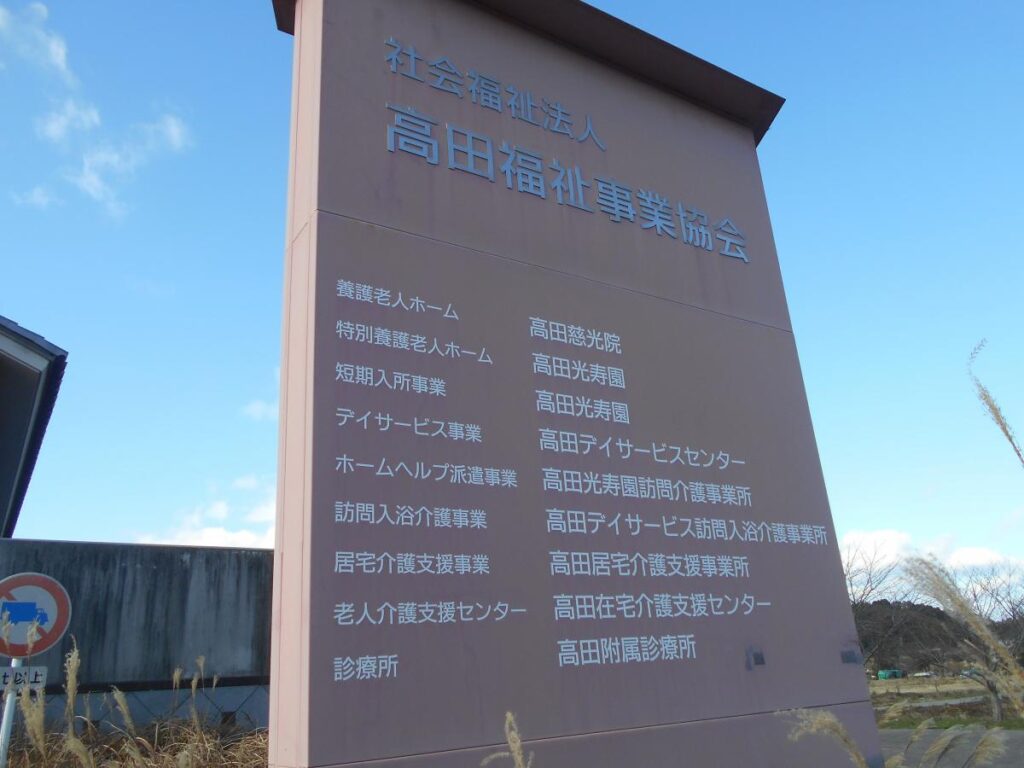 社会福祉法人
高田福祉事業協会
養護老人ホーム 高田慈光院
特別養護老人ホーム 高田光寿園
短期入所事業 高田光寿園
デイサービス事業 高田デイサービスセンター
ホームヘルプ派遣事業 高田光寿園訪問介護事業所
訪問入浴介護事業 高田デイサービス訪問入浴介護事業所
居宅介護支援事業 高田居宅介護支援事業所
老人介護支援センター 高田在宅介護支援センター
診療所 高田附属診療所
以上